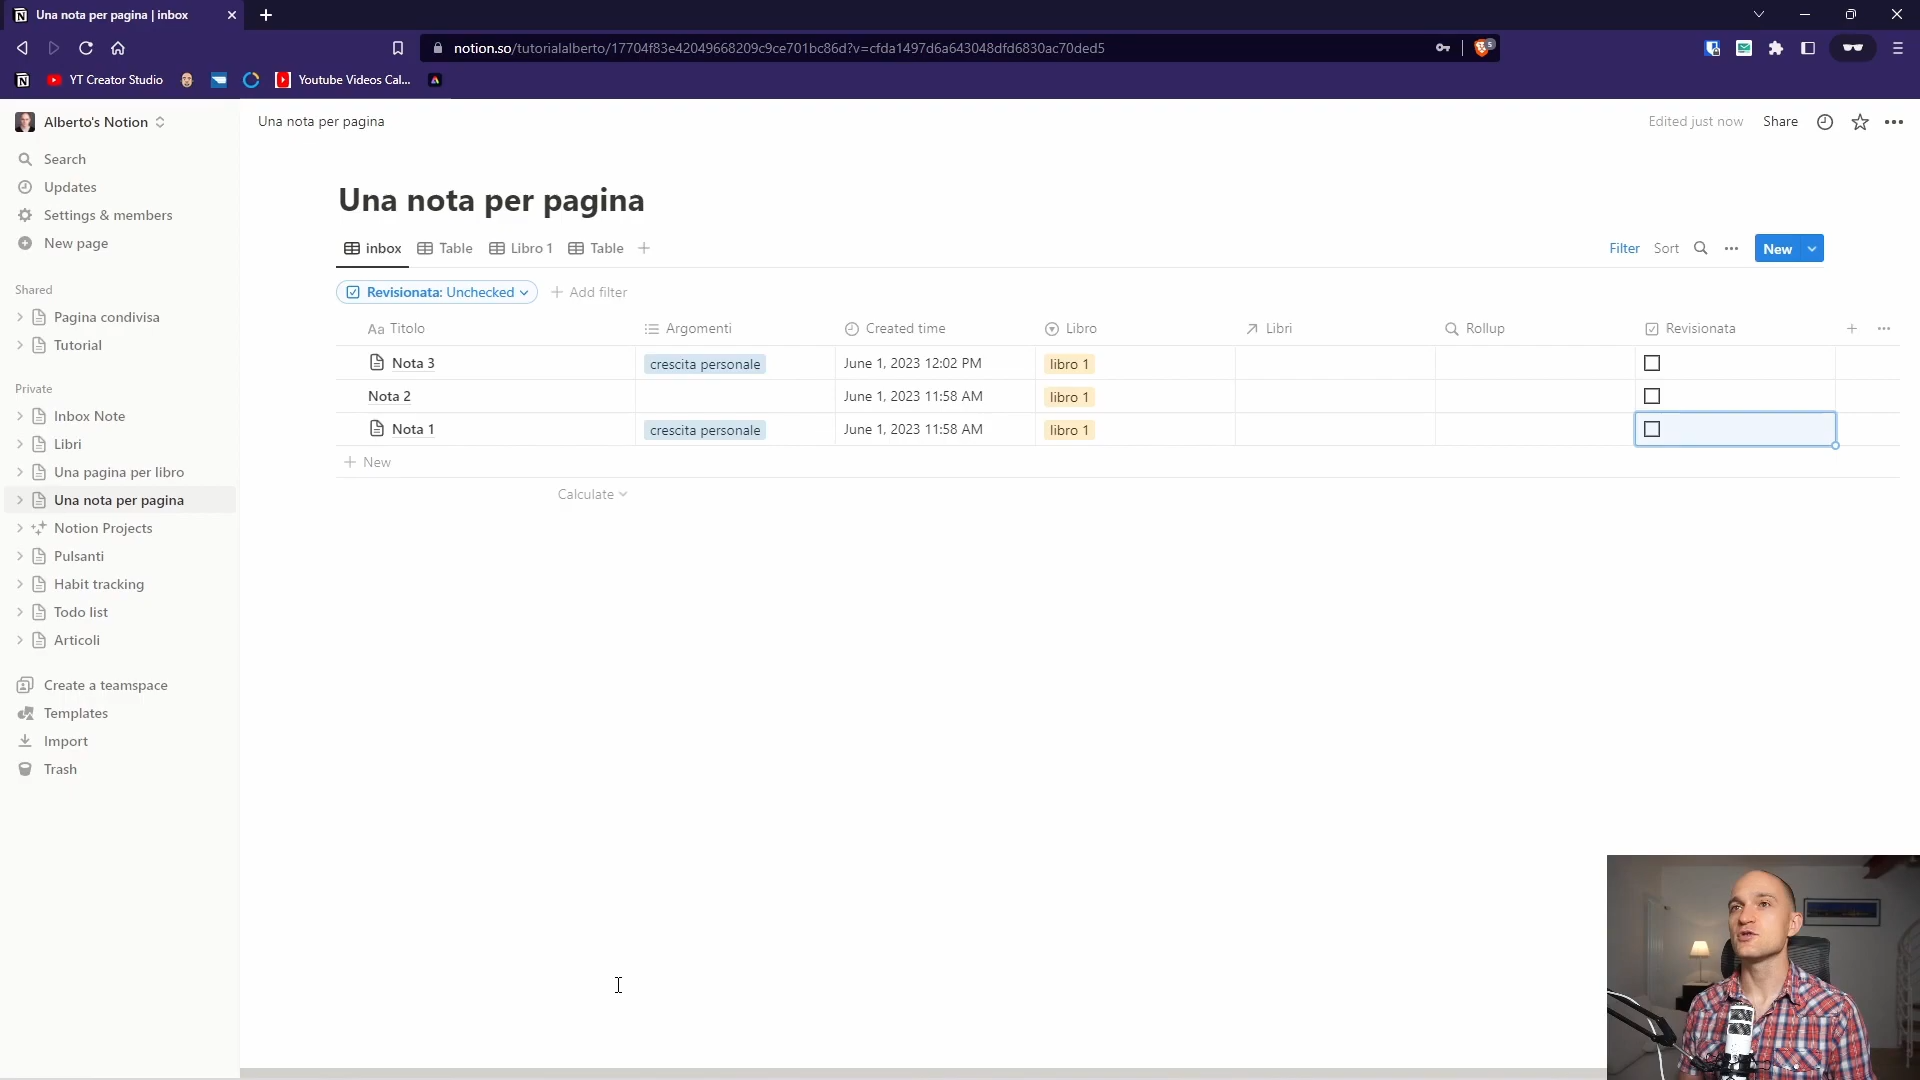 Una nota per pagina | inbox
notion.so/tutorialalberto/17704f83e42049668209c9ce701bc86d?v=cfda1497d6a643048dfd6830ac70ded5
5
YT Creator Studio
Youtube Videos Cal...
Alberto's Notion
Una nota per pagina
Edited just now
Share
Search
Updates
Settings & members
New page
Shared
Pagina condivisa
Tutorial
Private
Inbox Note
Libri
Una pagina per libro
Una nota per pagina
Notion Projects
Pulsanti
Habit tracking
Todo list
Articoli
Create a teamspace
Templates
Import
Trash
Una nota per pagina
inbox Table Libro 1 Table
Filter Sort New
Revisionata: Unchecked Add filter
Aa Titolo Argomenti Created time Libro Libri Rollup Revisionata
Nota 3 crescita personale June 1, 2023 12:02 PM libro 1
Nota 2 June 1, 2023 11:58 AM libro 1
Nota 1 crescita personale June 1, 2023 11:58 AM libro 1
New
Calculate